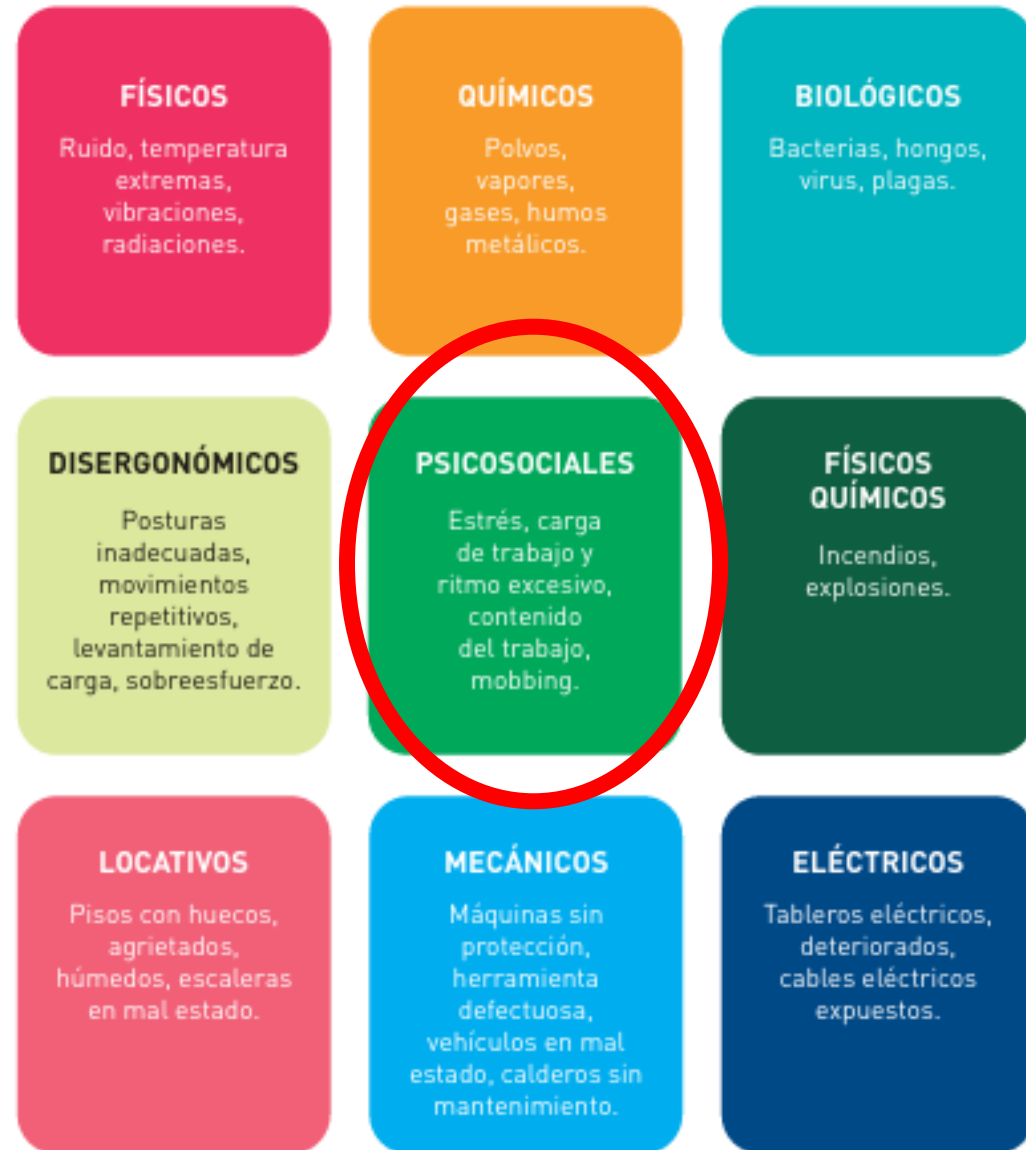 FÍSICOS
Ruido, temperatura
extremas,
vibraciones,
radiaciones.
QUÍMICOS
Polvos,
vapores,
gases, humos
metálicos.
BIOLÓGICOS
Bacterias, hongos,
virus, plagas.
DISERGONÓMICOS
Posturas
inadecuadas,
movimientos
repetitivos,
levantamiento de
carga, sobreesfuerzo.
PSICOSOCIALES
Estrés, carga
de trabajo y
ritmo excesivo,
contenido
del trabajo,
mobbing.
FÍSICOS
QUÍMICOS
Incendios,
explosiones.
LOCATIVOS
Pisos con huecos,
agrietados,
húmedos, escaleras
en mal estado.
MECÁNICOS
Máquinas sin
protección,
herramienta
defectuosa,
vehículos en mal
estado, calderos sin
mantenimiento.
ELÉCTRICOS
Tableros eléctricos,
deteriorados,
cables eléctricos
expuestos.